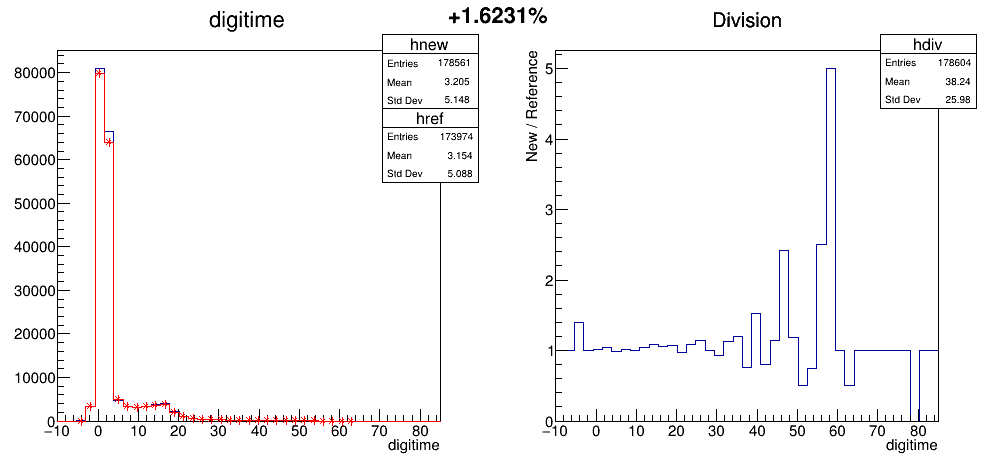 +1.6231%
digitime
hnew
Entries 178561
Mean 3.205
Std Dev 5.148
href
Entries 173974
Mean 3.154
Std Dev 5.088
80000
70000
60000
50000
40000
30000
20000
10000
0
−10 0 10 20 30 40 50 60 70 80
digitime
Division
hdiv
Entries 178604
Mean 38.24
Std Dev 25.98
New / Reference
5
4
3
2
1
0
−10 0 10 20 30 40 50 60 70 80
digitime